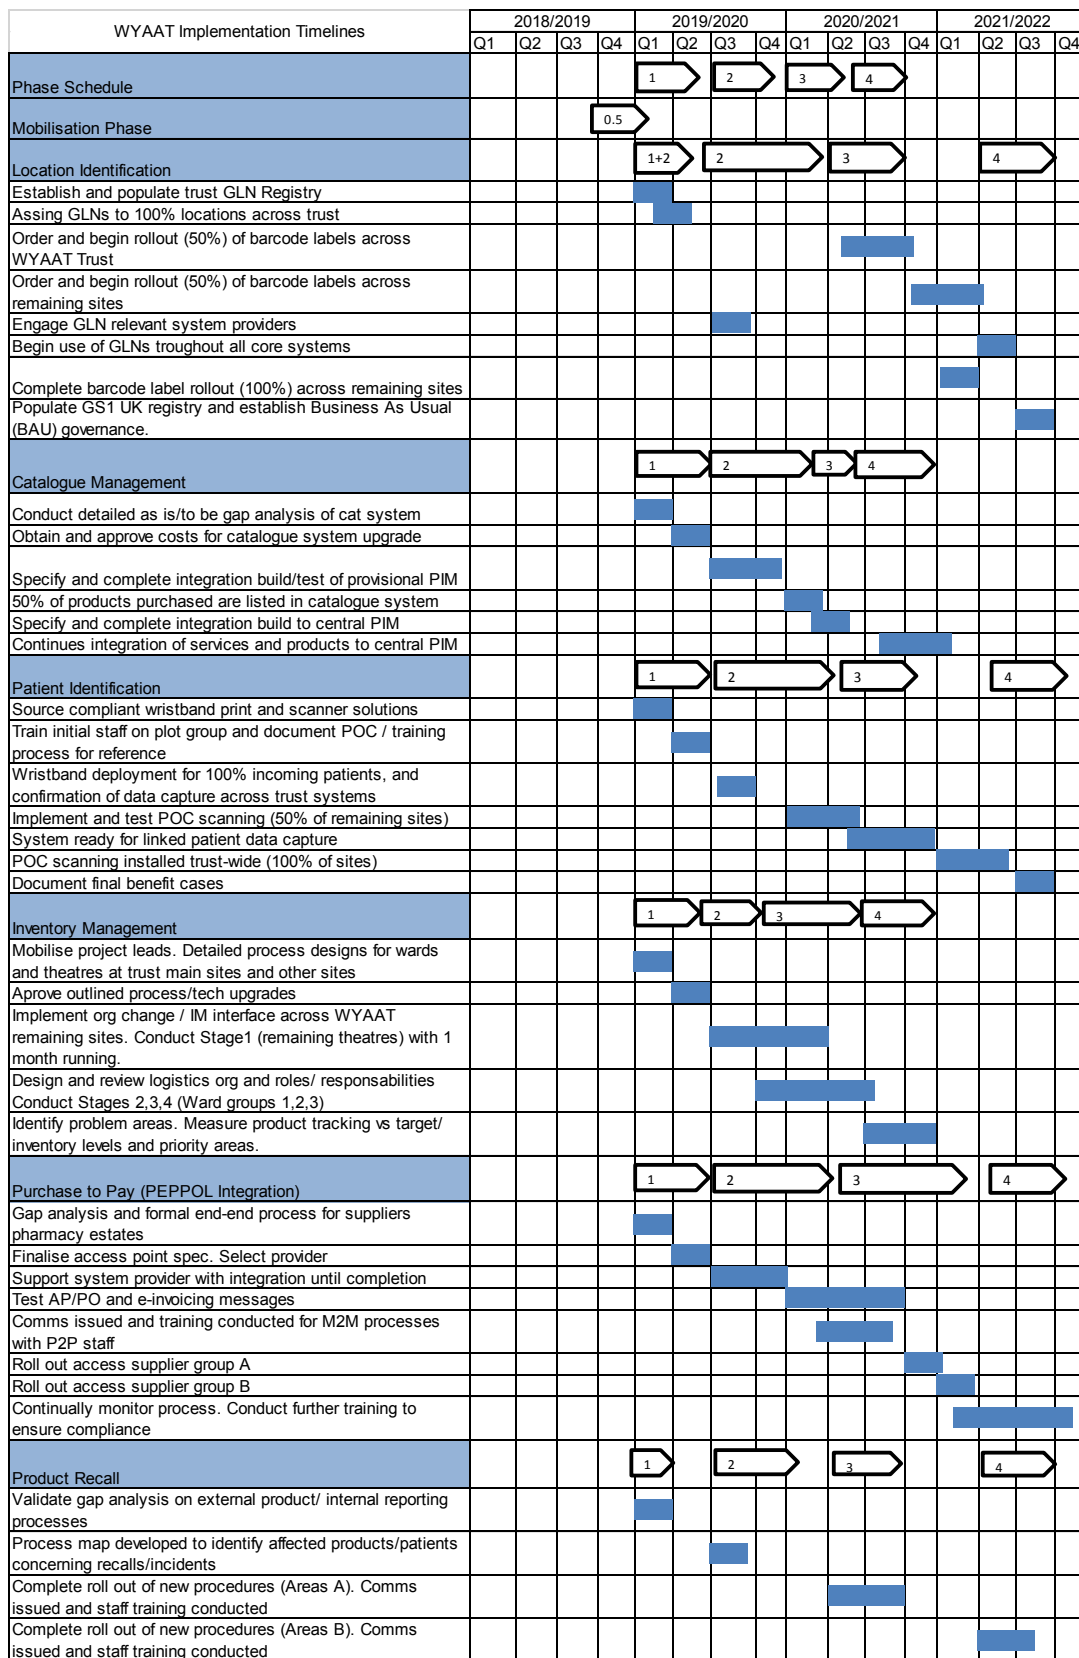 WYAAT Implementation Timelines
2018/2019 2019/2020 2020/2021 2021/2022
Q1 Q2 Q3 Q4 Q1 Q2 Q3 Q4 Q1 Q2 Q3 Q4 Q1 Q2 Q3 Q4
Phase Schedule 1 2 3 4
Mobilisation Phase 0.5
Location Identification 1+2 2 3 4
Establish and populate trust GLN Registry
Assing GLNs to 100% locations across trust
Order and begin rollout (50%) of barcode labels across
WYAAT Trust
Order and begin rollout (50%) of barcode labels across
remaining sites
Engage GLN relevant system providers
Begin use of GLNs troughout all core systems
Complete barcode label rollout (100%) across remaining sites
Populate GS1 UK registry and establish Business As Usual
(BAU) governance.
Catalogue Management 1 2 3 4
Conduct detailed as is/to be gap analysis of cat system
Obtain and approve costs for catalogue system upgrade
Specify and complete integration build/test of provisional PIM
50% of products purchased are listed in catalogue system
Specify and complete integration build to central PIM
Continues integration of services and products to central PIM
Patient Identification 1 2 3 4
Source compliant wristband print and scanner solutions
Train initial staff on plot group and document POC / training
process for reference
Wristband deployment for 100% incoming patients, and
confirmation of data capture across trust systems
Implement and test POC scanning (50% of remaining sites)
System ready for linked patient data capture
POC scanning installed trust-wide (100% of sites)
Document final benefit cases
Inventory Management 1 2 3 4
Mobilise project leads. Detailed process designs for wards
and theatres at trust main sites and other sites
Aprove outlined process/tech upgrades
Implement org change / IM interface across WYAAT
remaining sites. Conduct Stage1 (remaining theatres) with 1
month running.
Design and review logistics org and roles/ responsabilities
Conduct Stages 2,3,4 (Ward groups 1,2,3)
Identify problem areas. Measure product tracking vs target/
inventory levels and priority areas.
Purchase to Pay (PEPPOL Integration) 1 2 3 4
Gap analysis and formal end-end process for suppliers
pharmacy estates
Finalise access point spec. Select provider
Support system provider with integration until completion
Test AP/PO and e-invoicing messages
Comms issued and training conducted for M2M processes
with P2P staff
Roll out access supplier group A
Roll out access supplier group B
Continually monitor process. Conduct further training to
ensure compliance
Product Recall 1 2 3 4
Validate gap analysis on external product/ internal reporting
processes
Process map developed to identify affected products/patients
concerning recalls/incidents
Complete roll out of new procedures (Areas A). Comms
issued and staff training conducted
Complete roll out of new procedures (Areas B). Comms
issued and staff training conducted